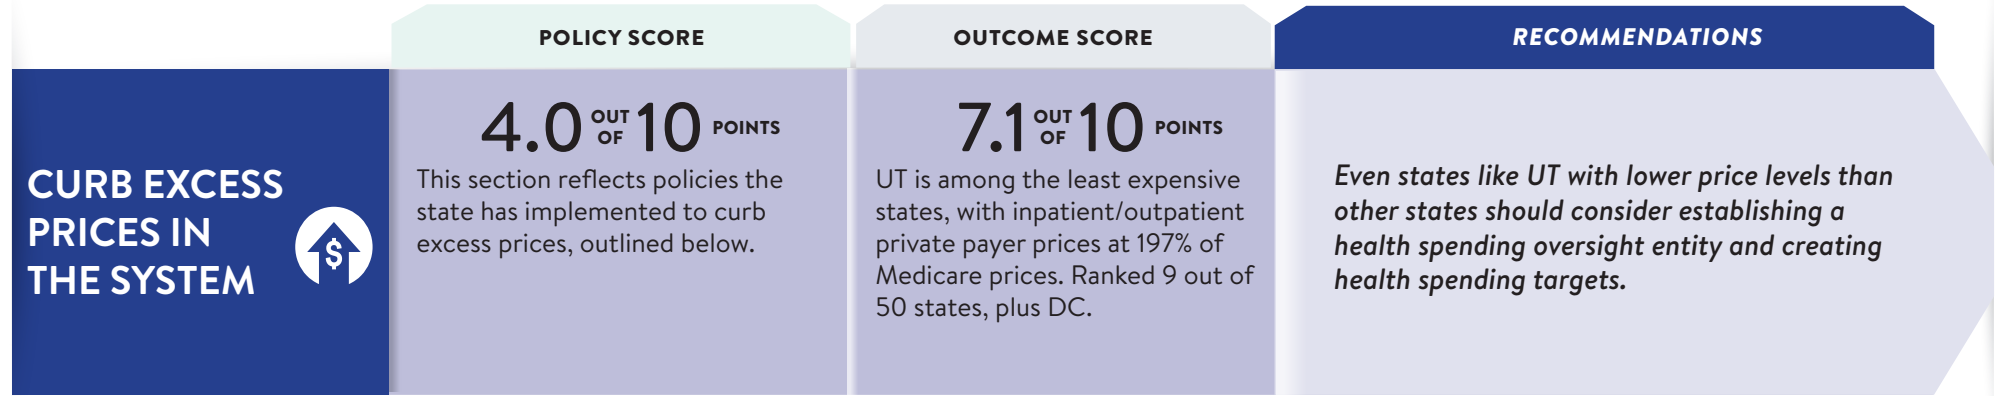 POLICY SCORE
OUTCOME SCORE
RECOMMENDATIONS
CURB EXCESS
PRICES IN
THE SYSTEM
$
4.0 OUT OF 10 POINTS
This section reflects policies the
state has implemented to curb
excess prices, outlined below.
7.1 OUT OF 10 POINTS
UT is among the least expensive
states, with inpatient/outpatient
private payer prices at 197% of
Medicare prices. Ranked 9 out of
50 states, plus DC.
Even states like UT with lower price levels than
other states should consider establishing a
health spending oversight entity and creating
health spending targets.